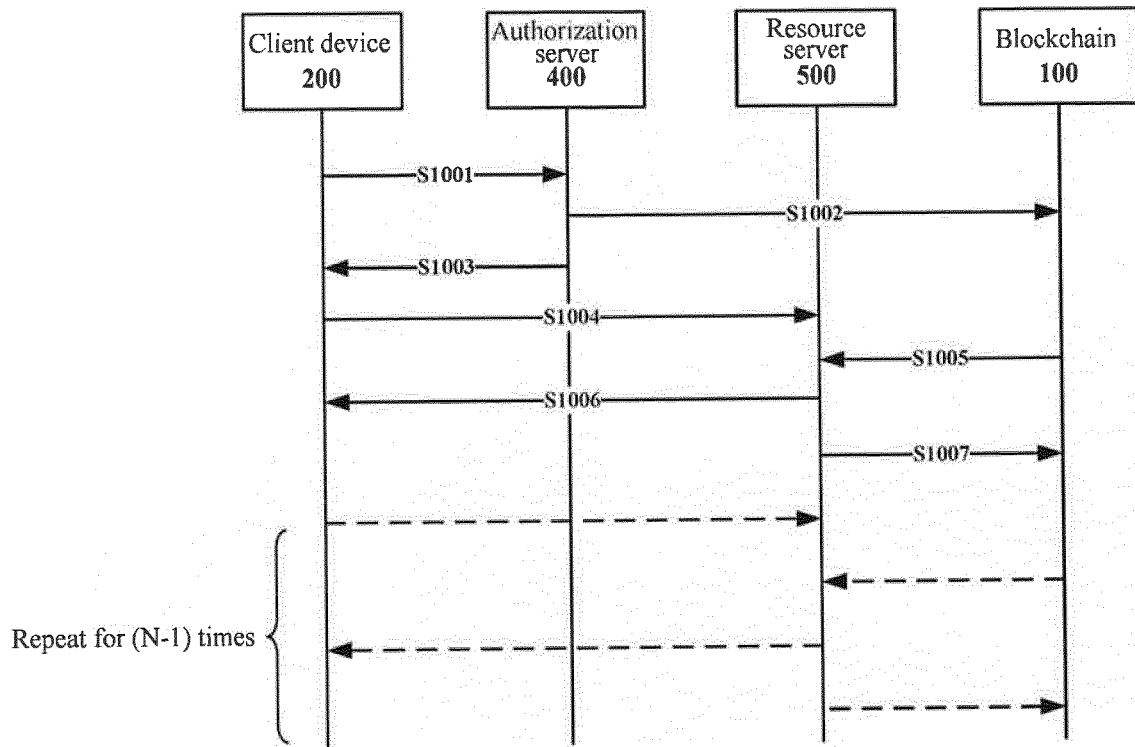 Client device
200
Authorization
server
400
Resource
server
500
Blockchain
100
S1001
S1002
S1003
S1004
S1005
S1006
S1007
Repeat for (N-1) times